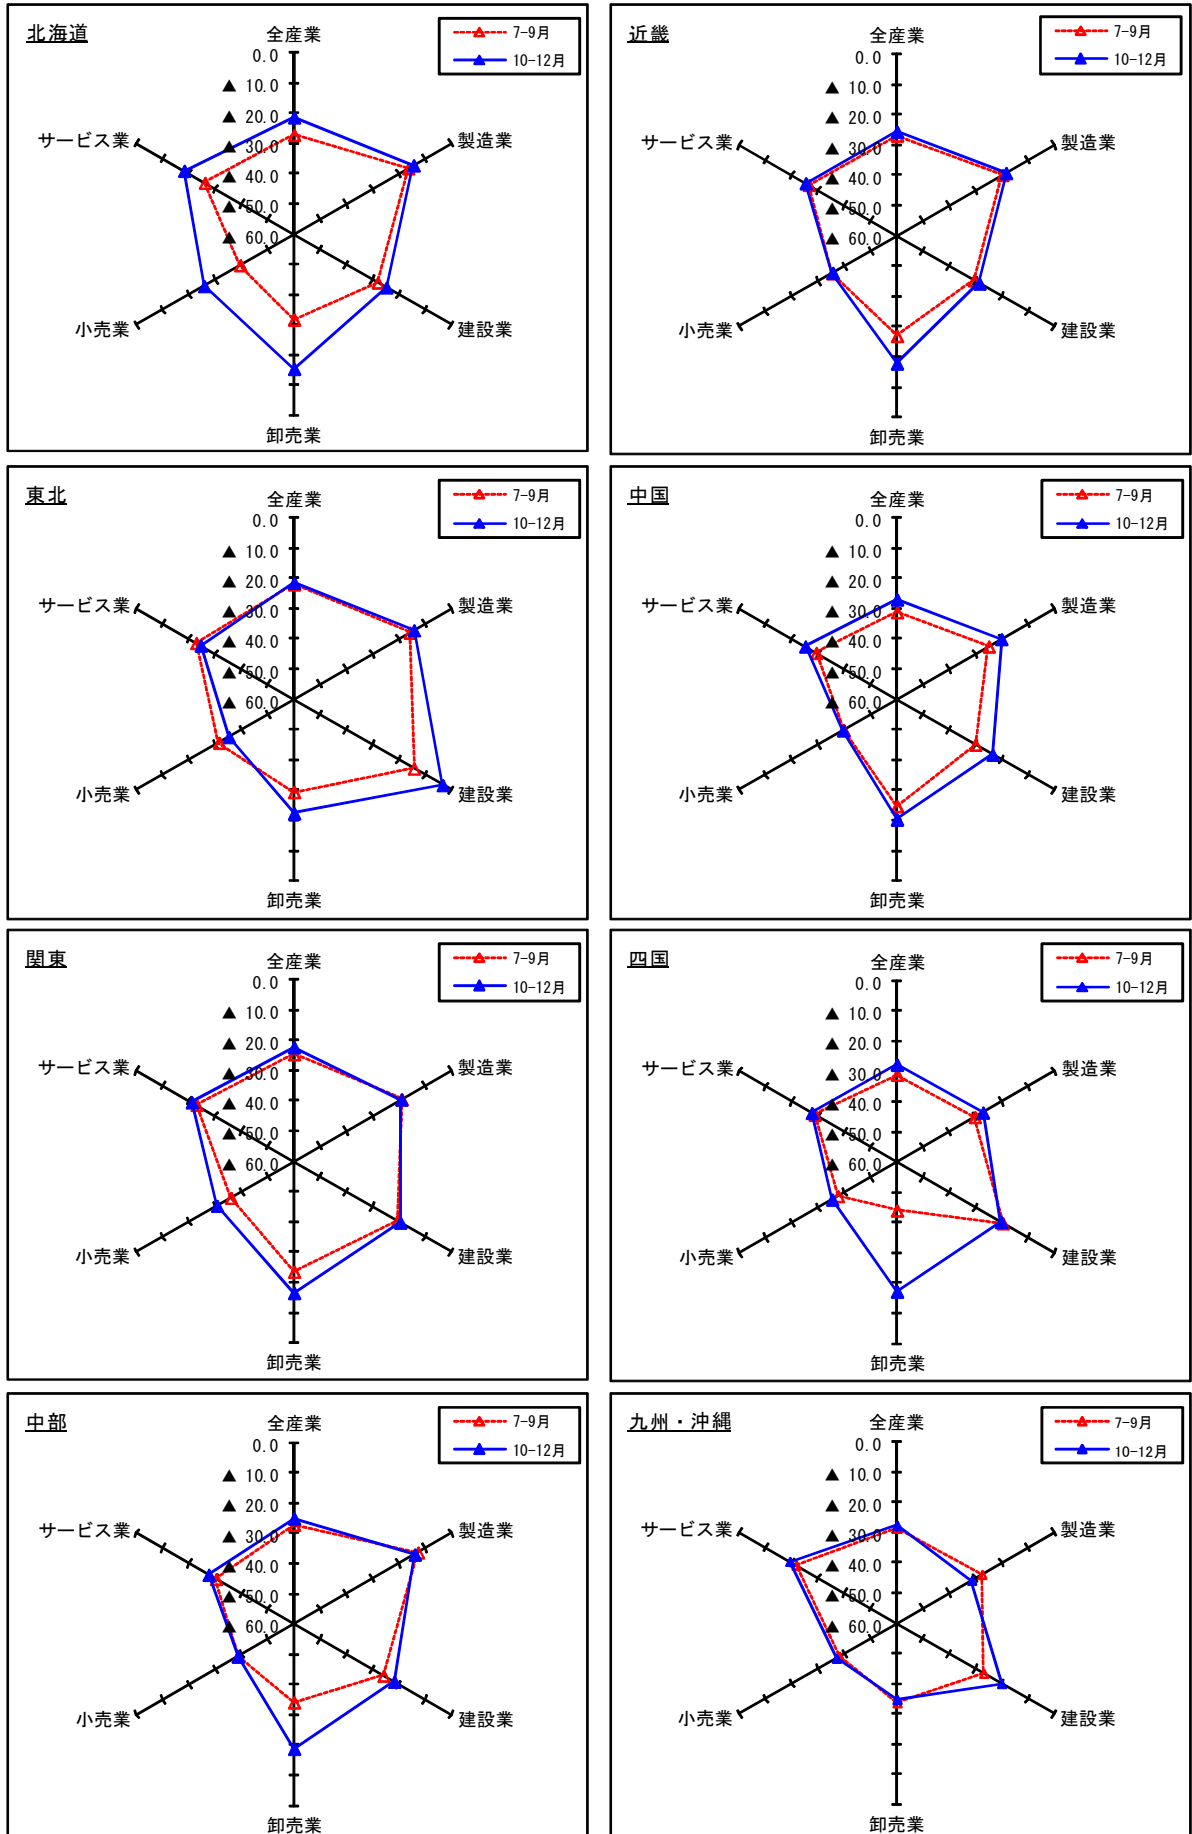 北海道
7-9月
10-12月
全産業
0.0
▲ 10.0
▲ 20.0
▲ 30.0
▲ 40.0
▲ 50.0
▲ 60.0
製造業
建設業
卸売業
小売業
サービス業
近畿
7-9月
10-12月
全産業
0.0
▲ 10.0
▲ 20.0
▲ 30.0
▲ 40.0
▲ 50.0
▲ 60.0
製造業
建設業
卸売業
小売業
サービス業
東北
7-9月
10-12月
全産業
0.0
▲ 10.0
▲ 20.0
▲ 30.0
▲ 40.0
▲ 50.0
▲ 60.0
製造業
建設業
卸売業
小売業
サービス業
中国
7-9月
10-12月
全産業
0.0
▲ 10.0
▲ 20.0
▲ 30.0
▲ 40.0
▲ 50.0
▲ 60.0
製造業
建設業
卸売業
小売業
サービス業
関東
7-9月
10-12月
全産業
0.0
▲ 10.0
▲ 20.0
▲ 30.0
▲ 40.0
▲ 50.0
▲ 60.0
製造業
建設業
卸売業
小売業
サービス業
四国
7-9月
10-12月
全産業
0.0
▲ 10.0
▲ 20.0
▲ 30.0
▲ 40.0
▲ 50.0
▲ 60.0
製造業
建設業
卸売業
小売業
サービス業
中部
7-9月
10-12月
全産業
0.0
▲ 10.0
▲ 20.0
▲ 30.0
▲ 40.0
▲ 50.0
▲ 60.0
製造業
建設業
卸売業
小売業
サービス業
九州・沖縄
7-9月
10-12月
全産業
0.0
▲ 10.0
▲ 20.0
▲ 30.0
▲ 40.0
▲ 50.0
▲ 60.0
製造業
建設業
卸売業
小売業
サービス業